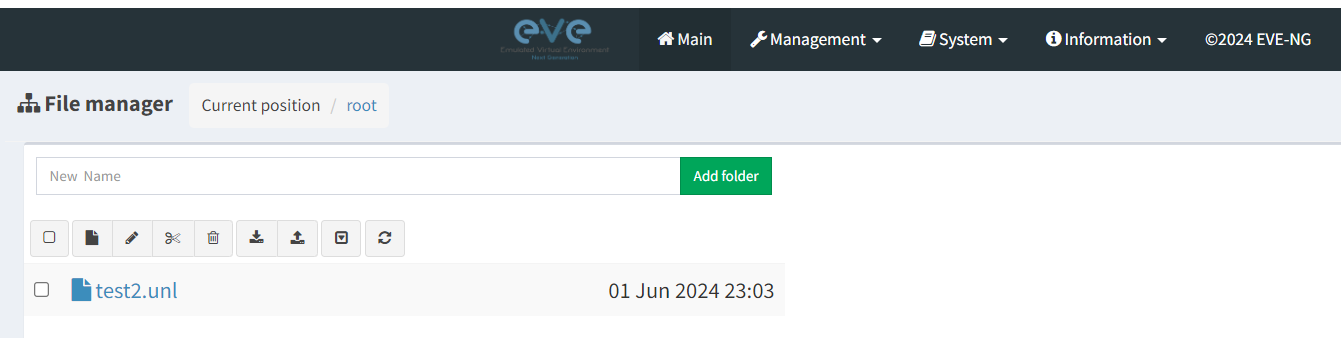 eve
Emulated Virtual Environment
Next Generation
Main
Management
System
Information
©2024 EVE-NG
File manager
Current position / root
New Name
Add folder
test2.unl
01 Jun 2024 23:03